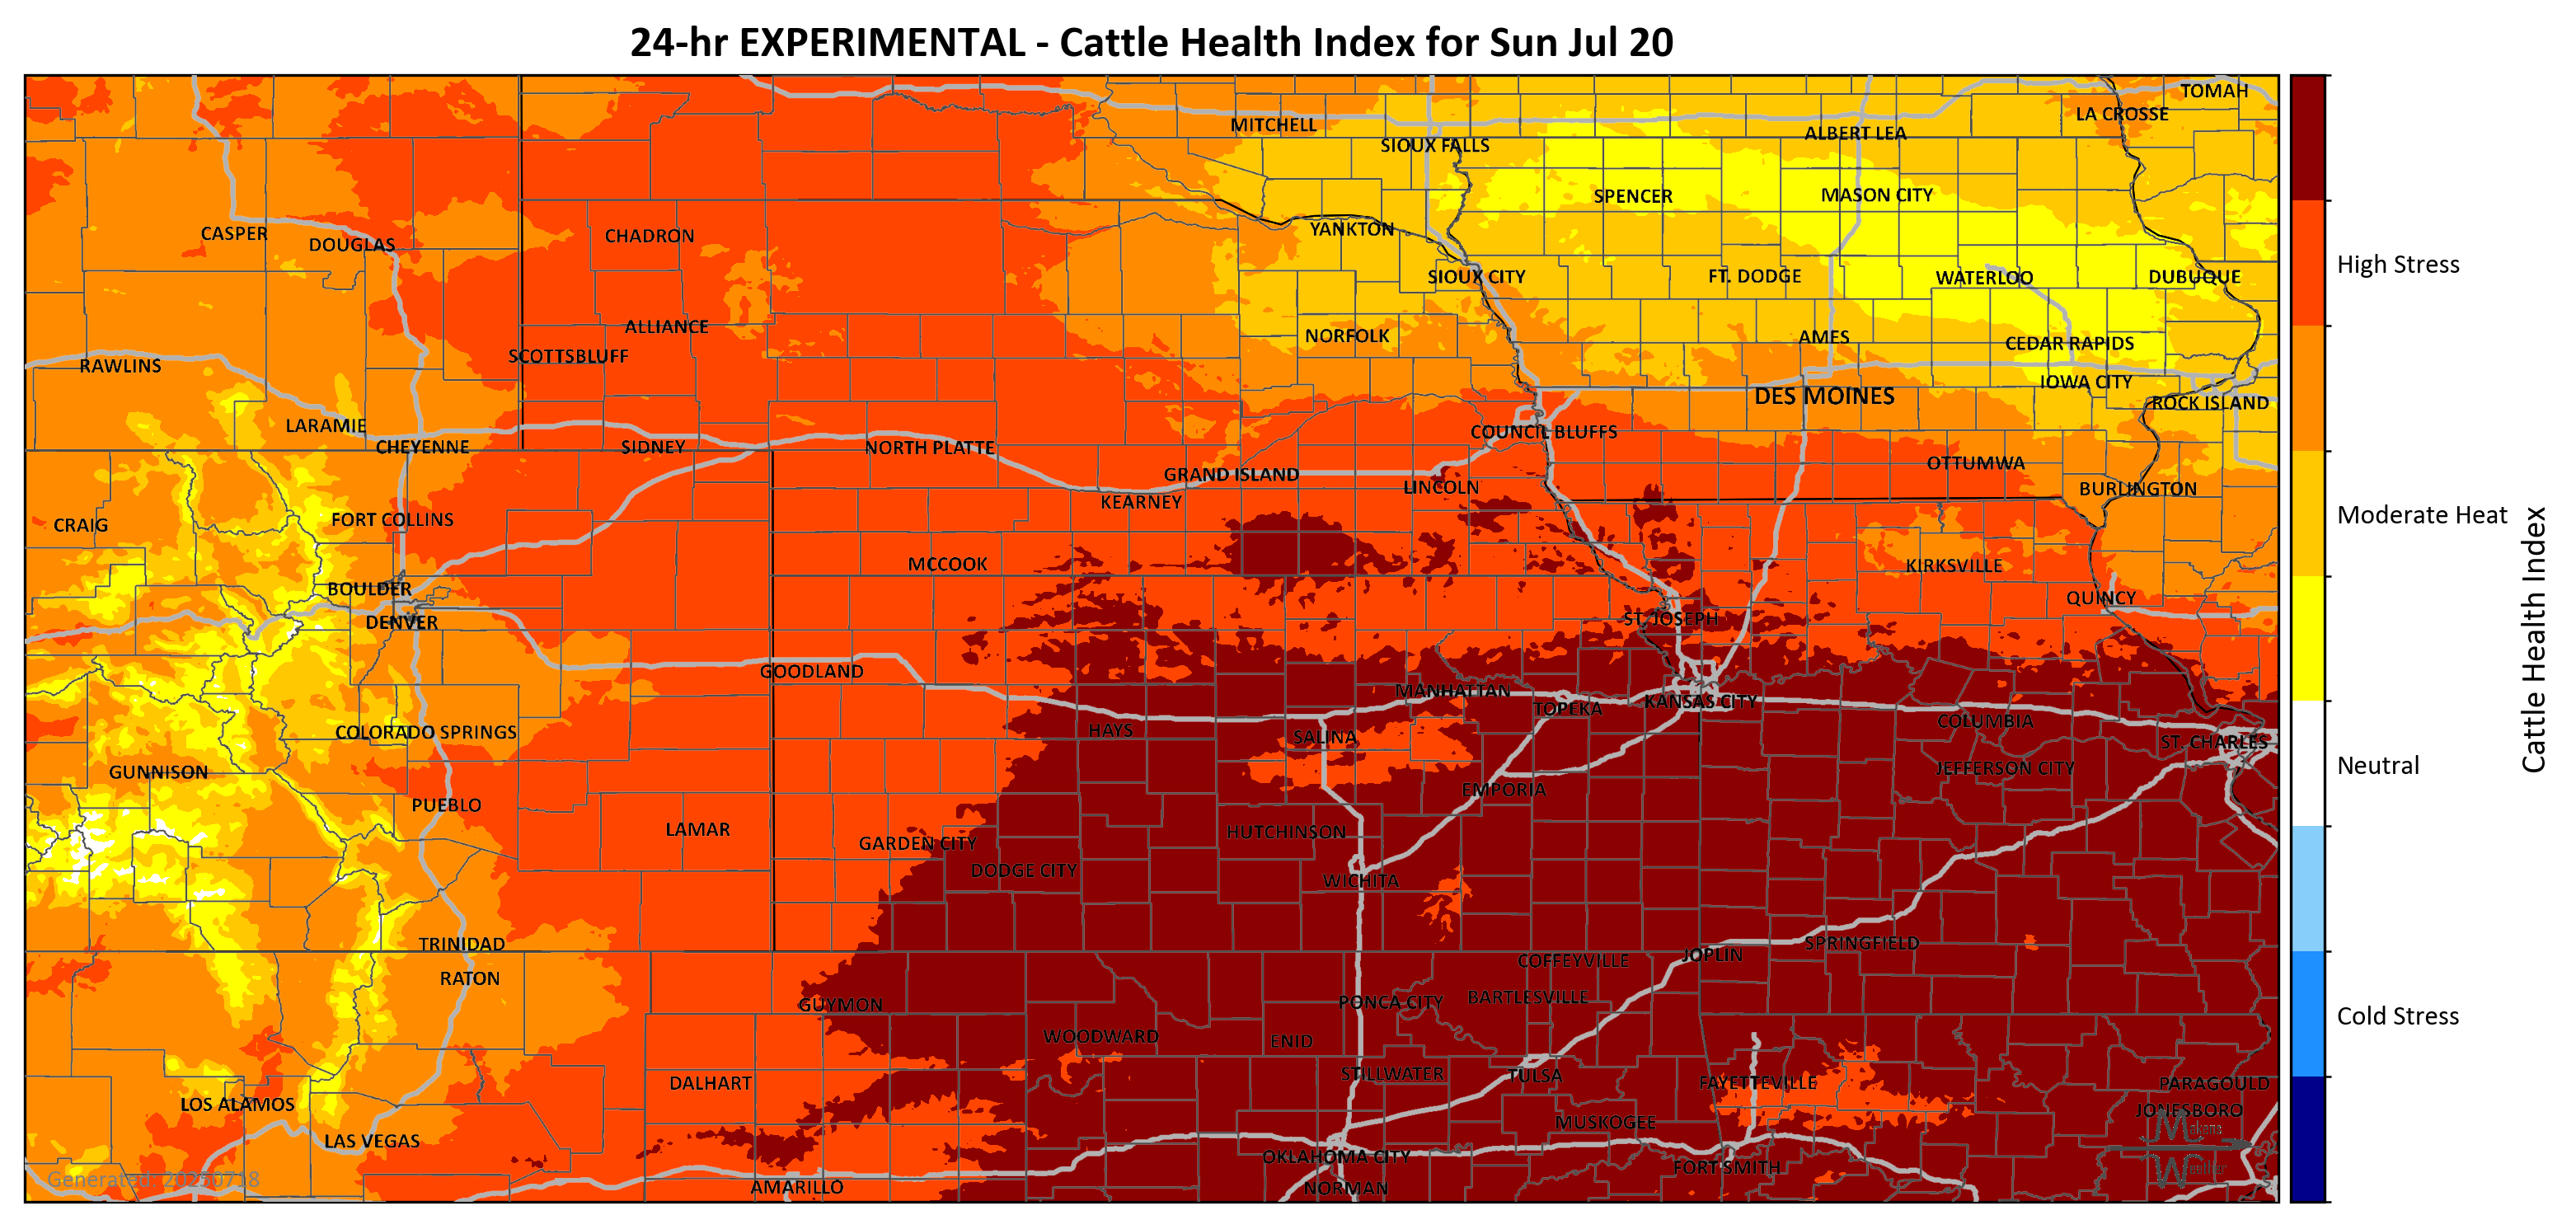 24-hr EXPERIMENTAL - Cattle Health Index for Sun Jul 20
TOMAH
LA CROSSE
MITCHELL
ALBERT LEA
SIOUX FALLS
SPENCER
MASON CITY
CASPER
DOUGLAS
CHADRON
YANKTON
SIOUX CITY
FT. DODGE
WATERLOO
DUBUQUE
ALLIANCE
NORFOLK
AMES
CEDAR RAPIDS
SCOTTSBLUFF
RAWLINS
IOWA CITY
DES MOINES
ROCK ISLAND
LARAMIE
CHEYENNE
SIDNEY
NORTH PLATTE
COUNCIL BLUFFS
GRAND ISLAND
OTTUMWA
LINCOLN
BURLINGTON
KEARNEY
CRAIG
FORT COLLINS
MCCOOK
KIRKSVILLE
BOULDER
QUINCY
DENVER
ST. JOSEPH
GOODLAND
MANHATTAN
TOPEKA
KANSAS CITY
COLUMBIA
COLORADO SPRINGS
HAYS
SALINA
ST. CHARLES
GUNNISON
JEFFERSON CITY
EMPORIA
PUEBLO
LAMAR
GARDEN CITY
HUTCHINSON
DODGE CITY
WICHITA
TRINIDAD
SPRINGFIELD
JOPLIN
COFFEYVILLE
RATON
GUYMON
PONCA CITY
BARTLESVILLE
WOODWARD
ENID
STILLWATER
TULSA
DALHART
FAYETTEVILLE
PARAGOULD
LOS ALAMOS
JONESBORO
MUSKOGEE
LAS VEGAS
OKLAHOMA CITY
FORT SMITH
AMARILLO
NORMAN
Generated: 20250718
Makens
Weather
High Stress
Moderate Heat
Neutral
Cold Stress
Cattle Health Index